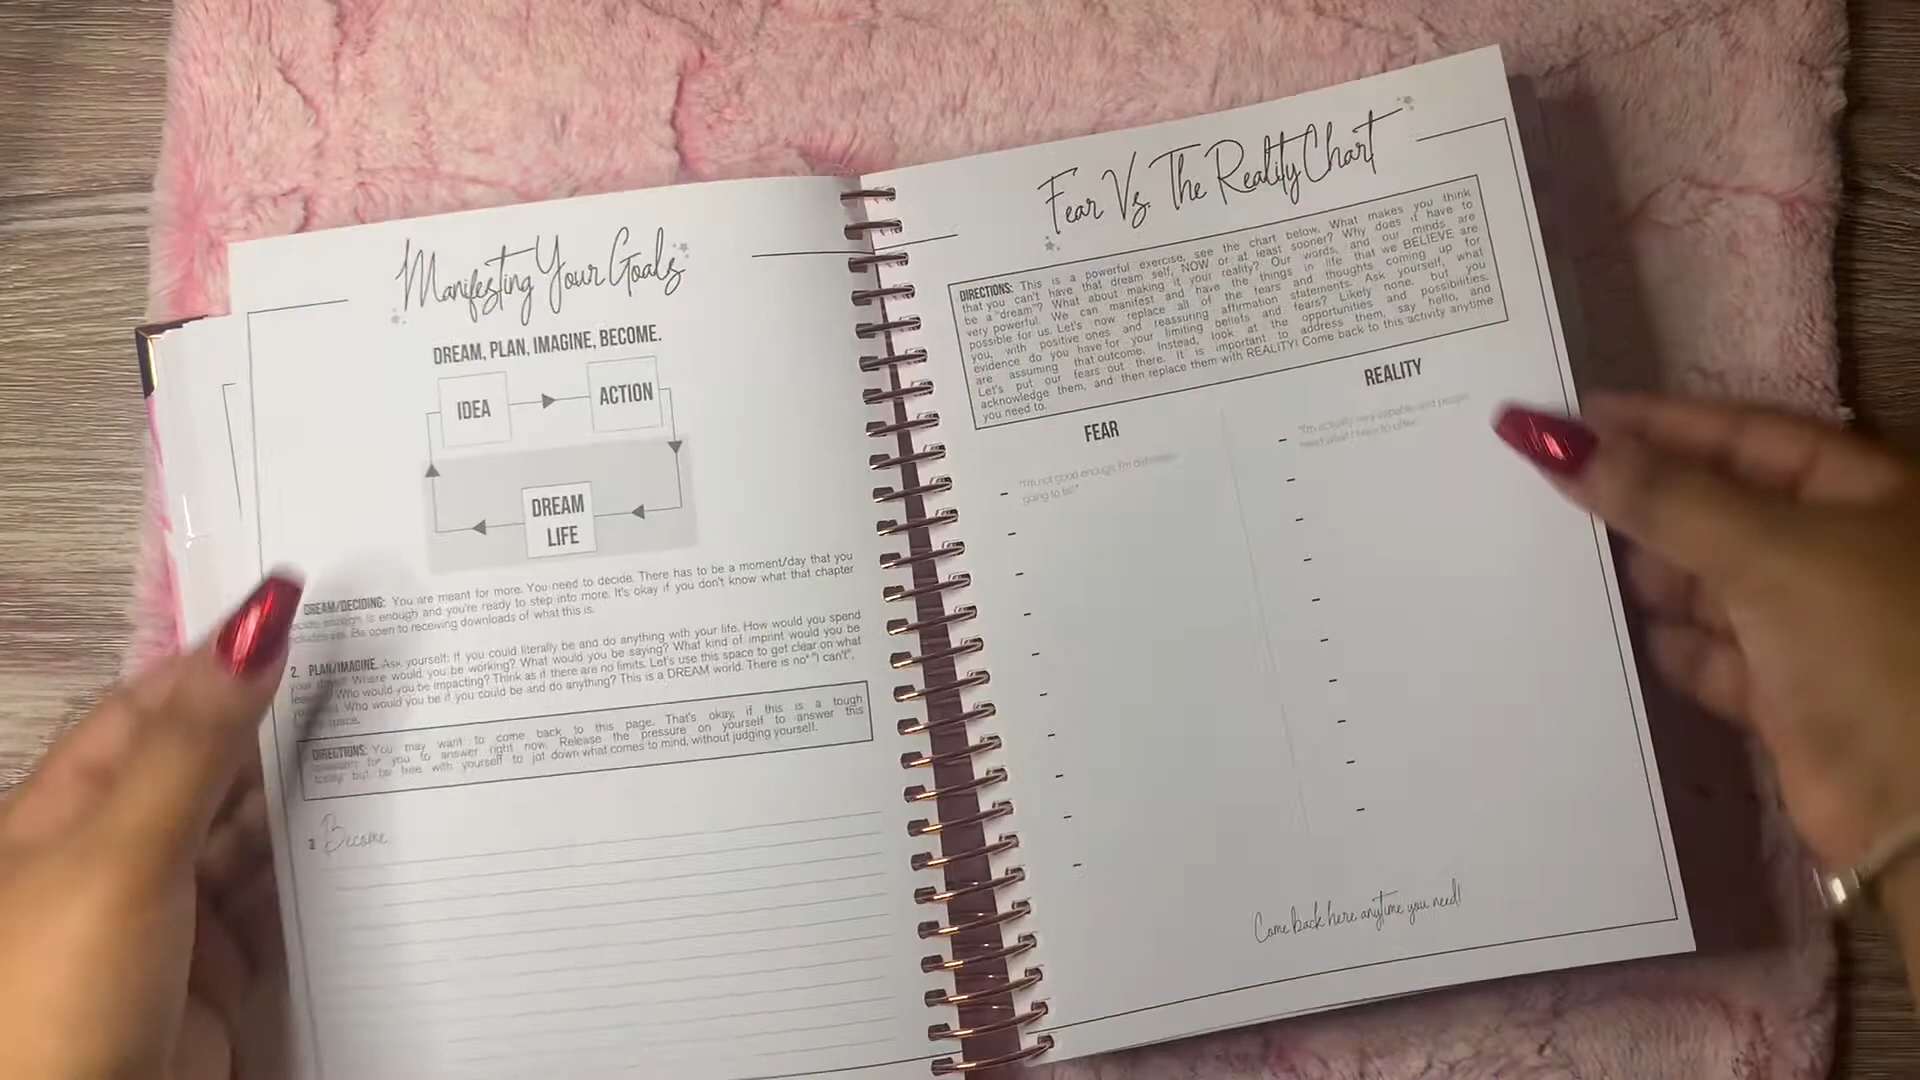 Manifesting Your Goals
DREAM, PLAN, IMAGINE, BECOME.
IDEA
ACTION
DREAM
LIFE
DREAM/DECIDING: You are meant for more. You need to decide. There has to be a moment/day that you
enough is enough and you're ready to step into more. It's okay if you don't know what that chapter
yet. Be open to receiving downloads of what this is.
2. PLAN/IMAGINE. Ask yourself: If you could literally be and do anything with your life. How would you spend
your Where would you be working? What would you be saying? What kind of imprint would you be
Who would you be impacting? Think as if there are no limits. Let's use this space to get clear on what
Who would you be if you could be and do anything? This is a DREAM world. There is no "I can't",
DIRECTIONS: You may want to come back to this page. That's okay, if this is a tough
for you to answer right now. Release the pressure on yourself to answer this
today but be free with yourself to jot down what comes to mind, without judging yourself.
3 Become
Fear Vs. The Reality Chart
DIRECTIONS: This is a powerful exercise, see the chart below. What makes you think
that you can't have that dream self, NOW or at least sooner? Why does it have to
be a "dream"? What about making it your reality? Our words, and our minds are
very powerful. We can manifest and have the things in life that we BELIEVE are
possible for us. Let's now replace all of the fears and thoughts coming up for
you, with positive ones and reassuring affirmation statements. Ask yourself, what
evidence do you have for your limiting beliefs and fears? Likely none, but you
are assuming that outcome. Instead, look at the opportunities and possibilities.
Let's put our fears out there. It is important to address them, say hello, and
acknowledge them, and then replace them with REALITY! Come back to this activity anytime
you need to.
FEAR
REALITY
"I'm not good enough, I'm
going to fail"
"I'm actually very
need what I have to offer"
Come back here anytime you need!